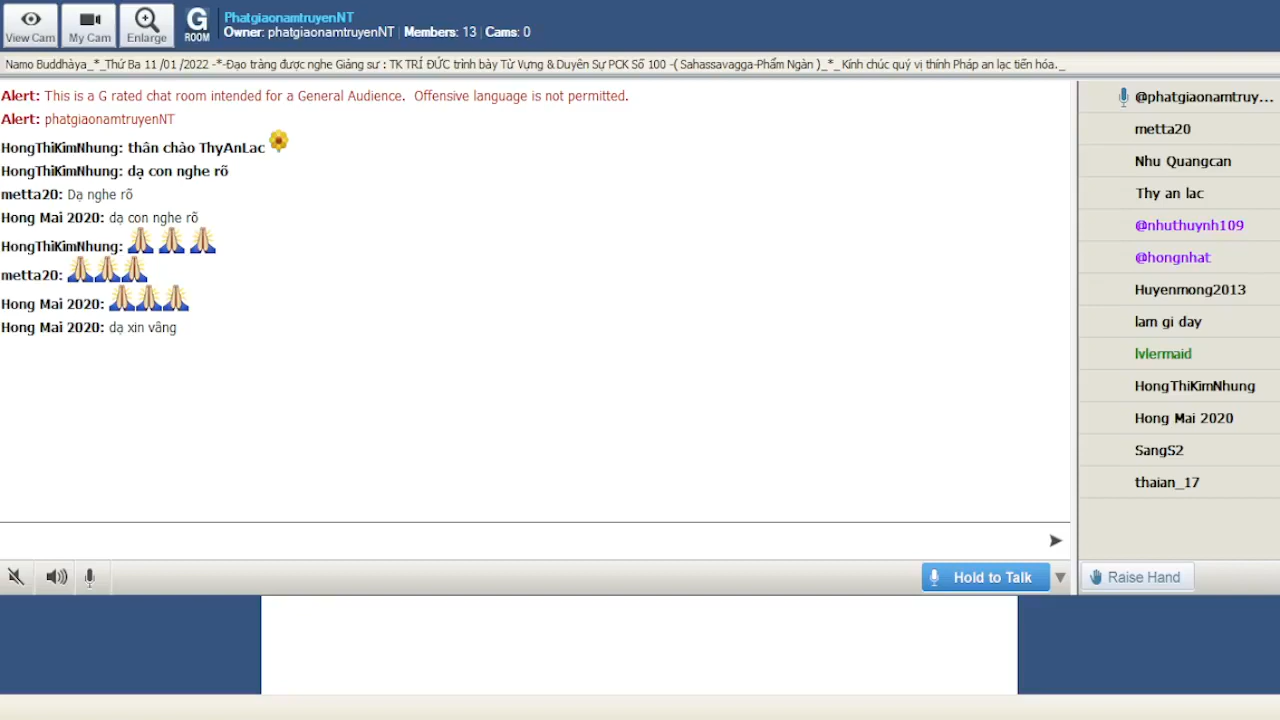 View Cam
My Cam
Enlarge
G
ROOM
PhatgiaonamtruyenNT
Owner: phatgiaonamtruyenNT | Members: 13 | Cams: 0
Namo Buddhàya_*_Thứ Ba 11 /01 /2022 -*-Đạo tràng được nghe Giảng sư : TK TRÍ ĐỨC trình bày Từ Vựng & Duyên Sự PCK Số 100 -( Sahassavagga-Phẩm Ngàn )_*_ Kính chúc quý vị thính Pháp an lạc tiến hóa._
Alert: This is a G rated chat room intended for a General Audience. Offensive language is not permitted.
Alert: phatgiaonamtruyenNT
HongThiKimNhung: thân chào ThyAnLac
HongThiKimNhung: dạ con nghe rõ
metta20: Dạ nghe rõ
Hong Mai 2020: dạ con nghe rõ
HongThiKimNhung:
metta20:
Hong Mai 2020:
Hong Mai 2020: dạ xin vâng
@phatgiaonamtruy...
metta20
Nhu Quangcan
Thy an lac
@nhuthuynh109
@hongnhat
Huyenmong2013
lam gi day
lvlermaid
HongThiKimNhung
Hong Mai 2020
SangS2
thaian_17
Hold to Talk
Raise Hand